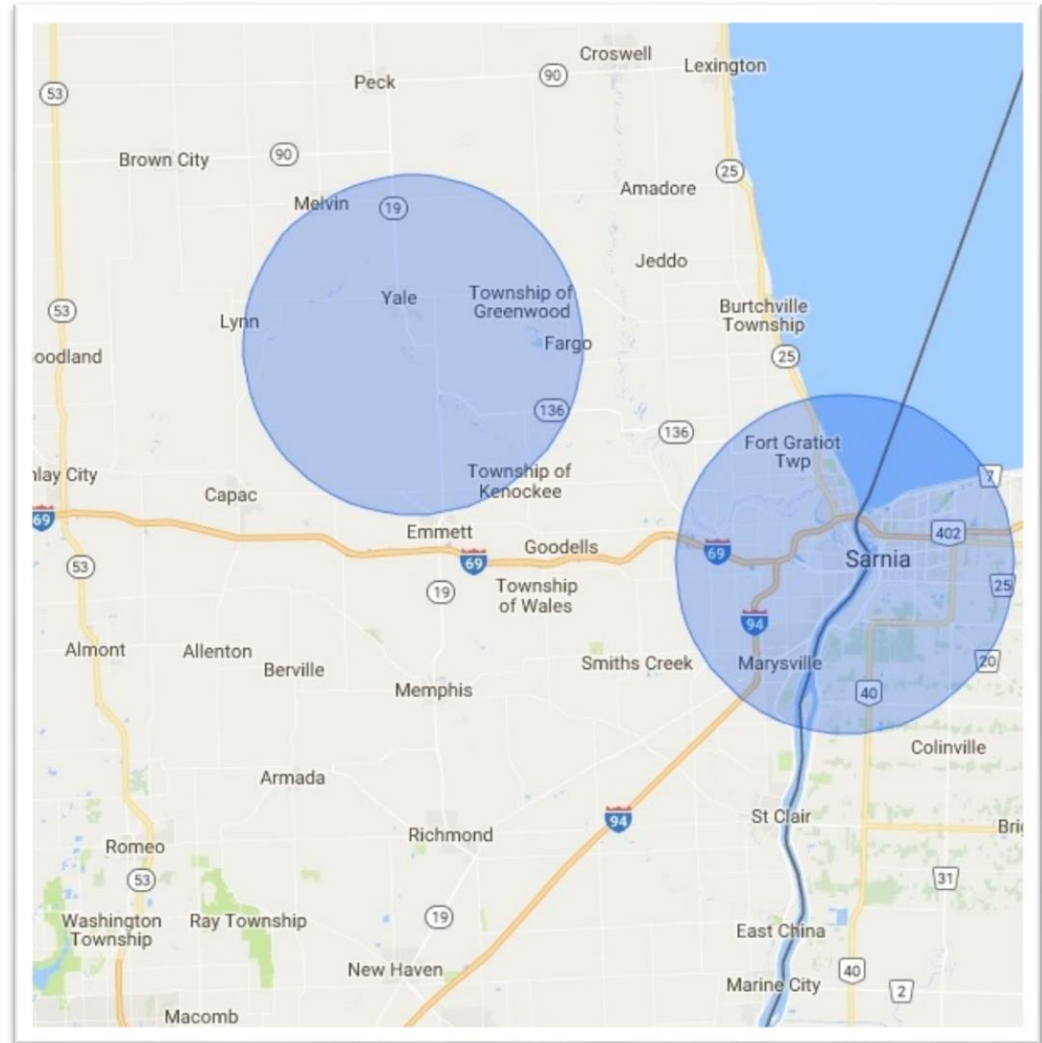 Croswell
Lexington
Peck
90
53
Brown City
90
25
Amadore
Melvin
19
Jeddo
Yale
Township of
Greenwood
Burtchville
Township
53
Lynn
Fargo
oodland
25
136
136
Fort Gratiot
Twp
nlay City
Township of
Kenockee
7
Capac
69
Emmett
402
Goodells
69
Sarnia
69
53
Township
of Wales
25
19
94
Almont
Allenton
Berville
Smiths Creek
Marysville
20
Memphis
40
Colinville
Armada
St Clair
94
Richmond
Brig
Romeo
53
31
Washington
Township
Ray Township
19
East China
New Haven
40
Marine City
2
Macomb